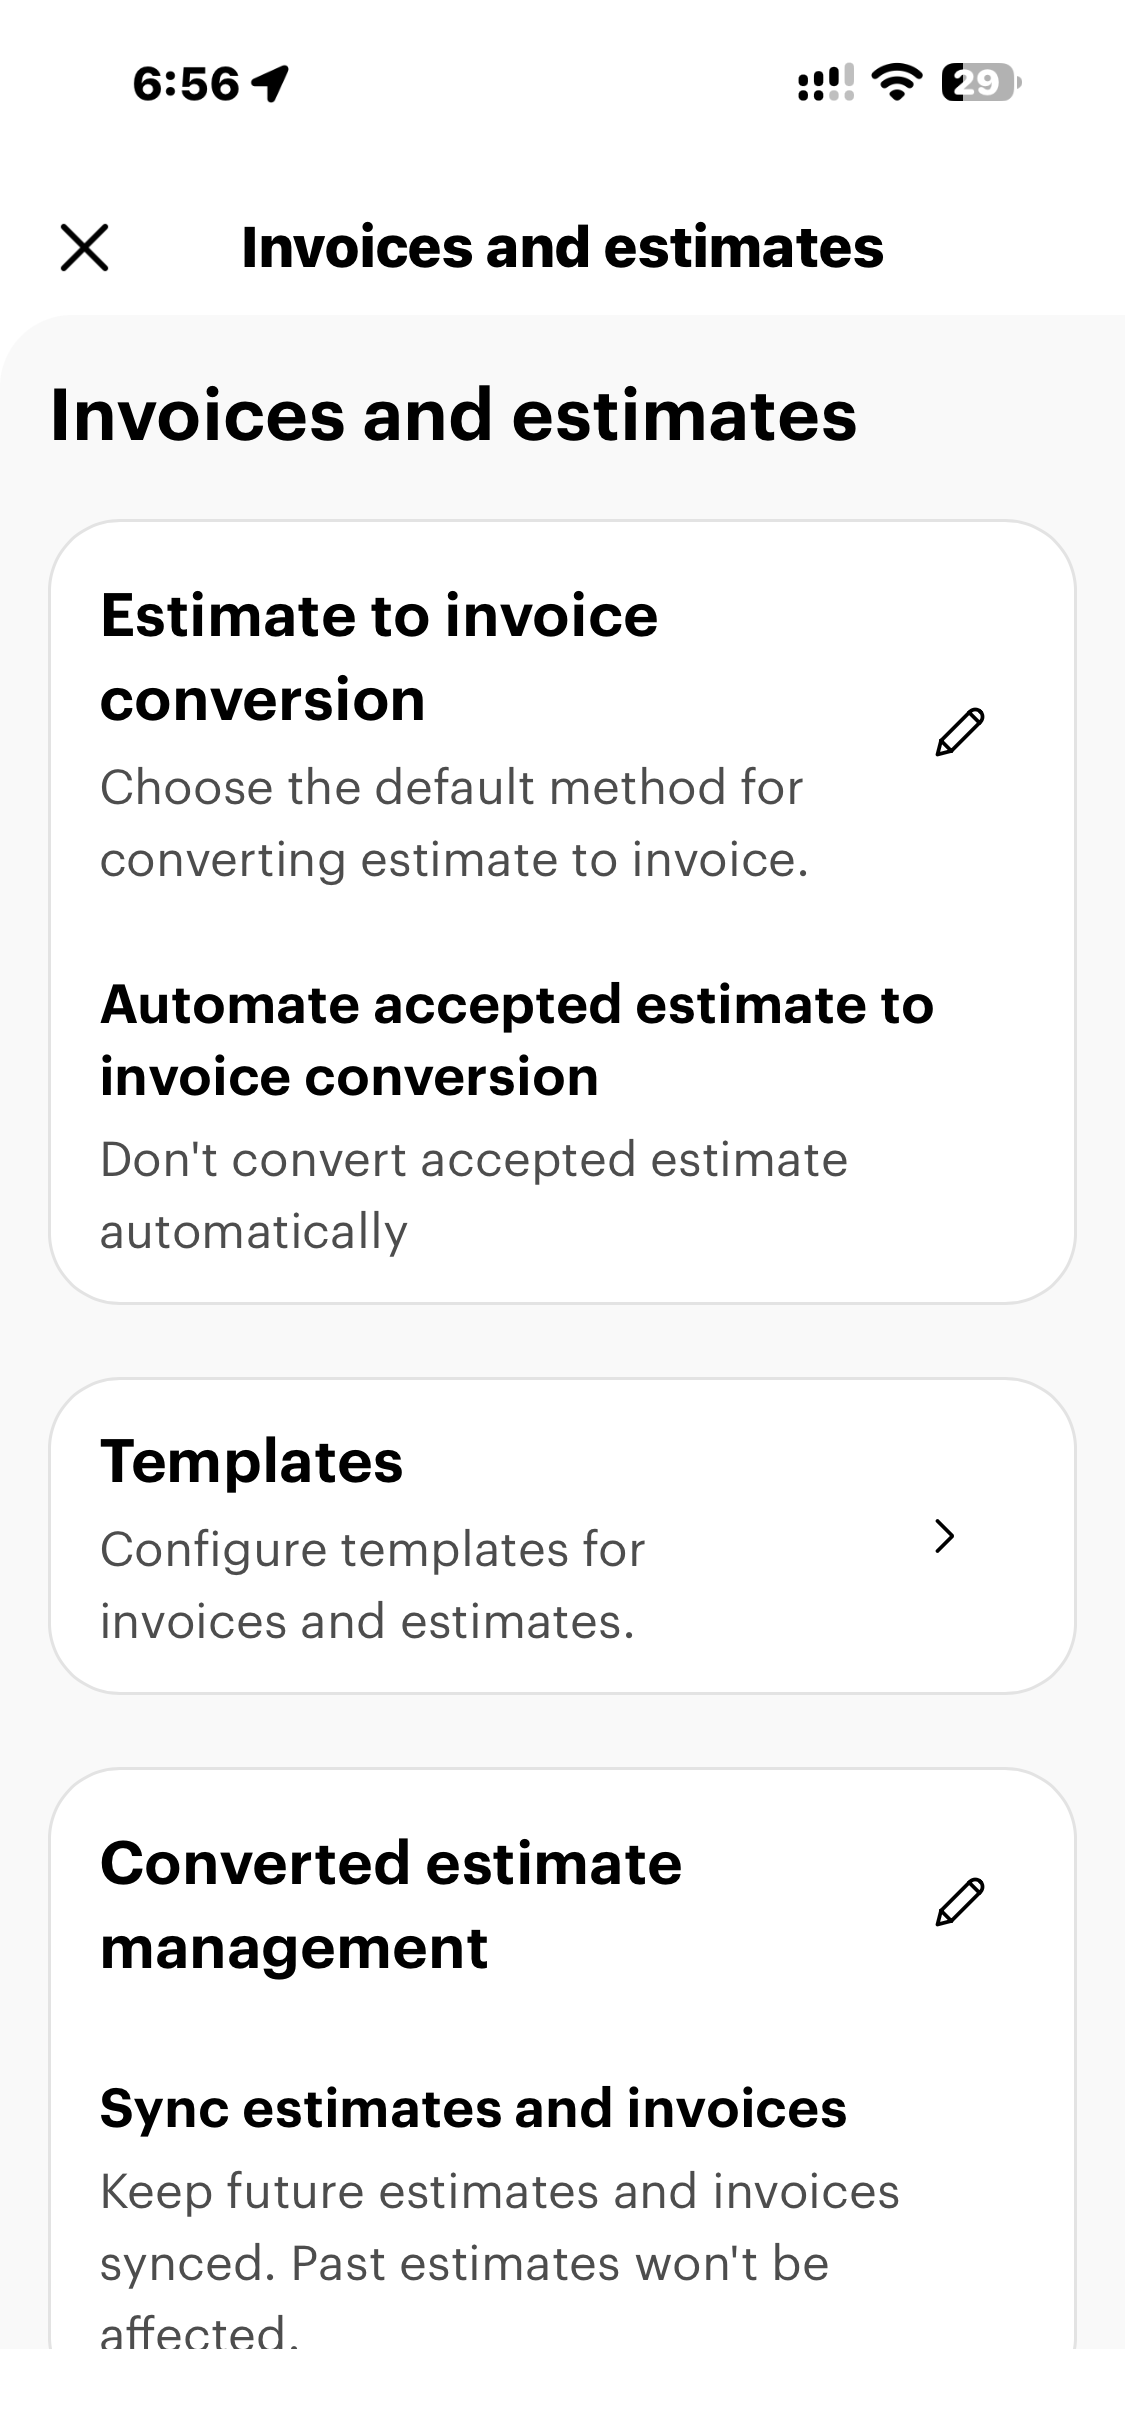 6:56
29
Invoices and estimates
Invoices and estimates
Estimate to invoice
conversion
Choose the default method for
converting estimate to invoice.
Automate accepted estimate to
invoice conversion
Don't convert accepted estimate
automatically
Templates
Configure templates for
invoices and estimates.
Converted estimate
management
Sync estimates and invoices
Keep future estimates and invoices
synced. Past estimates won't be
affected.